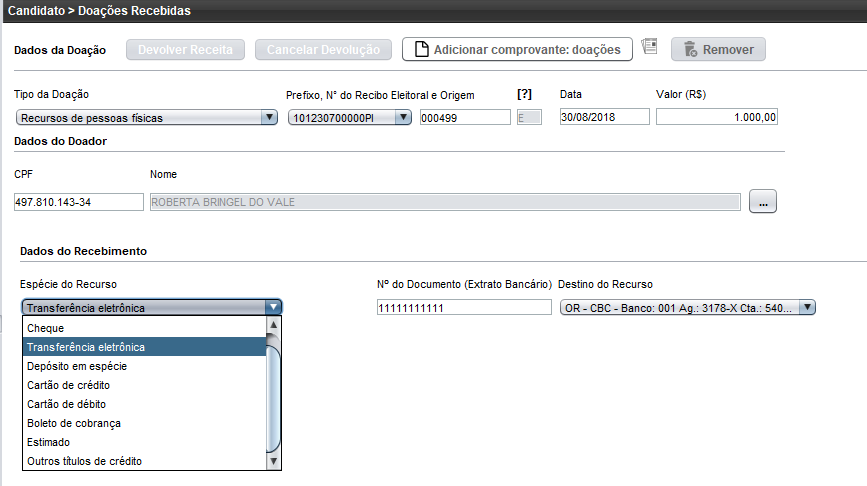 Candidato > Doações Recebidas
Dados da Doação Devolver Receita Cancelar Devolução Adicionar comprovante: doações Remover
Tipo da Doação Prefixo, N° do Recibo Eleitoral e Origem [?] Data Valor (R$)
Recursos de pessoas físicas 101230700000PI 000499 E 30/08/2018 1.000,00
Dados do Doador
CPF Nome
497.810.143-34 ROBERTA BRINGEL DO VALE ...
Dados do Recebimento
Espécie do Recurso Nº do Documento (Extrato Bancário) Destino do Recurso
Transferência eletrônica 11111111111 OR - CBC - Banco: 001 Ag.: 3178-X Cta.: 540...
Cheque
Transferência eletrônica
Depósito em espécie
Cartão de crédito
Cartão de débito
Boleto de cobrança
Estimado
Outros títulos de crédito